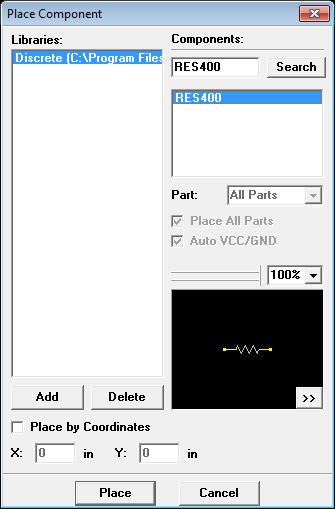 Place Component
Libraries:
Discrete (C:\Program Files
Components:
RES400
Search
RES400
Part:
All Parts
Place All Parts
Auto VCC/GND
100%
>>
Add
Delete
Place by Coordinates
X: 0 in Y: 0 in
Place
Cancel